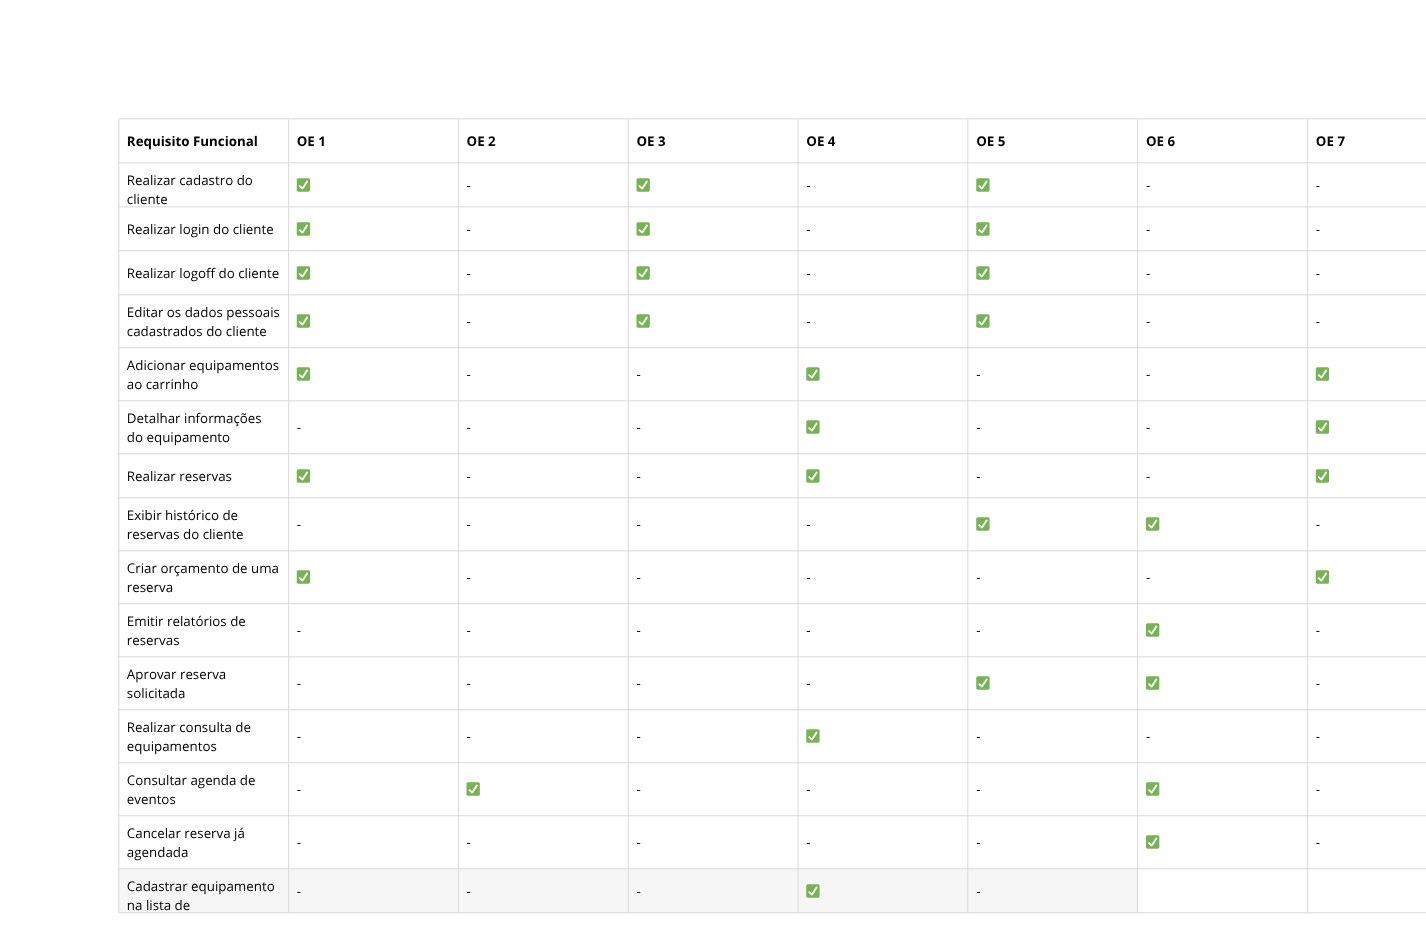 Requisito Funcional OE 1 OE 2 OE 3 OE 4 OE 5 OE 6 OE 7
Realizar cadastro do
cliente ✅ - ✅ - ✅ - -
Realizar login do cliente ✅ - ✅ - ✅ - -
Realizar logoff do cliente ✅ - ✅ - ✅ - -
Editar os dados pessoais
cadastrados do cliente ✅ - ✅ - ✅ - -
Adicionar equipamentos
ao carrinho ✅ - - ✅ - - ✅
Detalhar informações
do equipamento - - - ✅ - - ✅
Realizar reservas ✅ - - ✅ - - ✅
Exibir histórico de
reservas do cliente - - - - ✅ ✅ -
Criar orçamento de uma
reserva ✅ - - - - - ✅
Emitir relatórios de
reservas - - - - - ✅ -
Aprovar reserva
solicitada - - - - ✅ ✅ -
Realizar consulta de
equipamentos - - - ✅ - - -
Consultar agenda de
eventos - ✅ - - - ✅ -
Cancelar reserva já
agendada - - - - - ✅ -
Cadastrar equipamento
na lista de - - - ✅ -